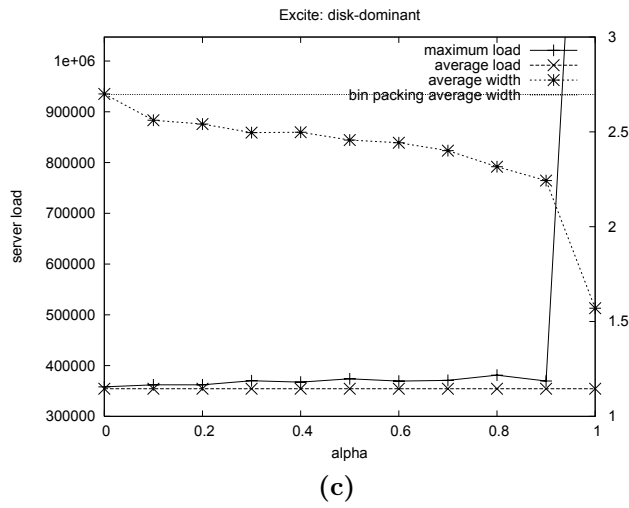 Excite: disk-dominant
maximum load
average load
average width
bin packing average width
server load
1e+06
900000
800000
700000
600000
500000
400000
300000
3
2.5
2
1.5
1
0
0.2
0.4
0.6
0.8
1
alpha
(c)